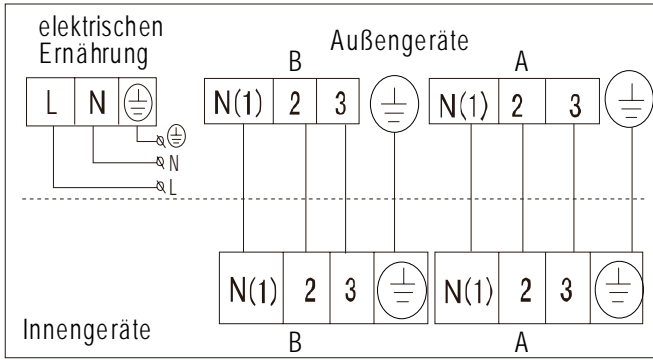 elektrischen
Ernährung
Außengeräte
B
A
L N
N(1) 2 3
N(1) 2 3
N
L
N(1) 2 3
N(1) 2 3
Innengeräte
B
A